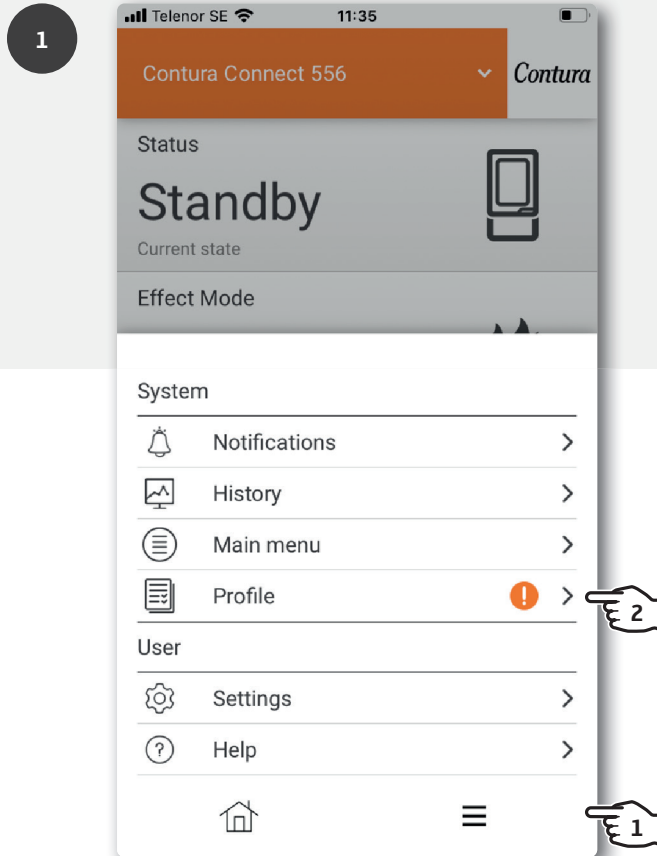 1
Telenor SE 11:35
Contura Connect 556 Contura
Status
Standby
Current state
Effect Mode
System
Notifications
History
Main menu
Profile !
2
User
Settings
? Help
1